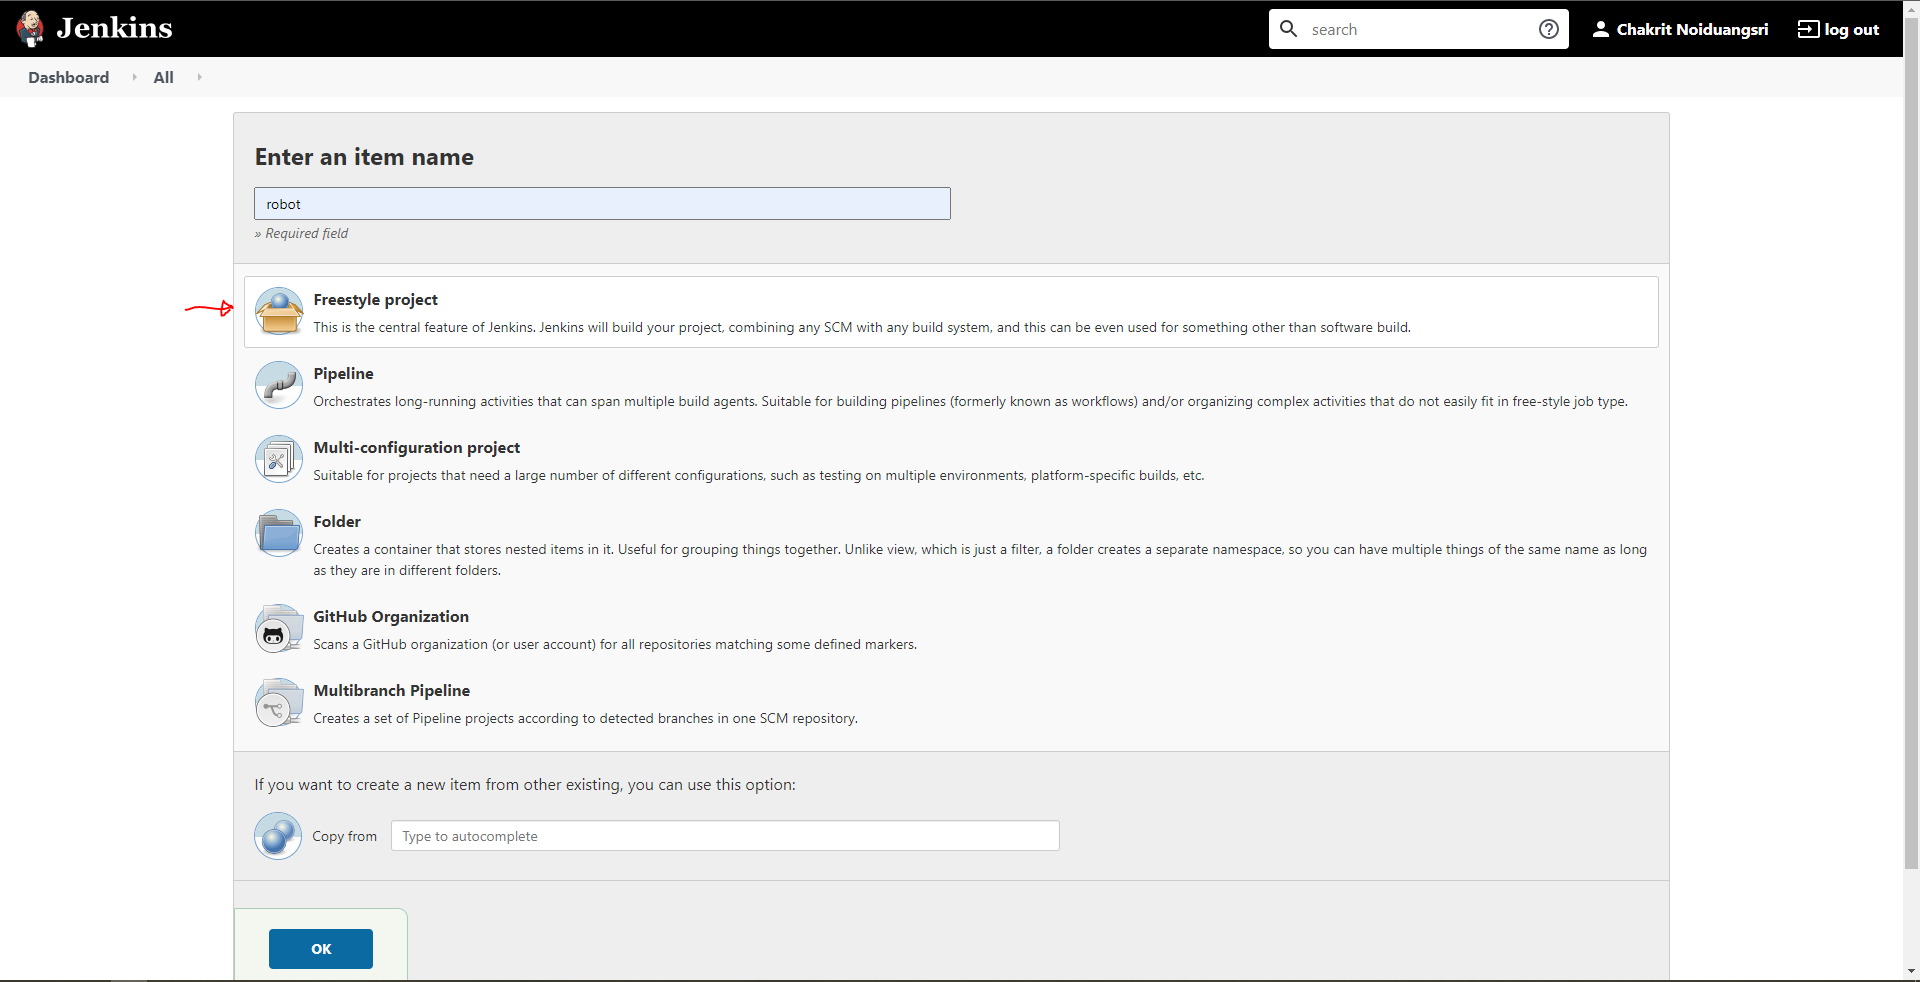 Jenkins
search
Chakrit Noiduangsri
log out
Dashboard
All
Enter an item name
robot
» Required field
Freestyle project
This is the central feature of Jenkins. Jenkins will build your project, combining any SCM with any build system, and this can be even used for something other than software build.
Pipeline
Orchestrates long-running activities that can span multiple build agents. Suitable for building pipelines (formerly known as workflows) and/or organizing complex activities that do not easily fit in free-style job type.
Multi-configuration project
Suitable for projects that need a large number of different configurations, such as testing on multiple environments, platform-specific builds, etc.
Folder
Creates a container that stores nested items in it. Useful for grouping things together. Unlike view, which is just a filter, a folder creates a separate namespace, so you can have multiple things of the same name as long
as they are in different folders.
GitHub Organization
Scans a GitHub organization (or user account) for all repositories matching some defined markers.
Multibranch Pipeline
Creates a set of Pipeline projects according to detected branches in one SCM repository.
If you want to create a new item from other existing, you can use this option:
Copy from
Type to autocomplete
OK